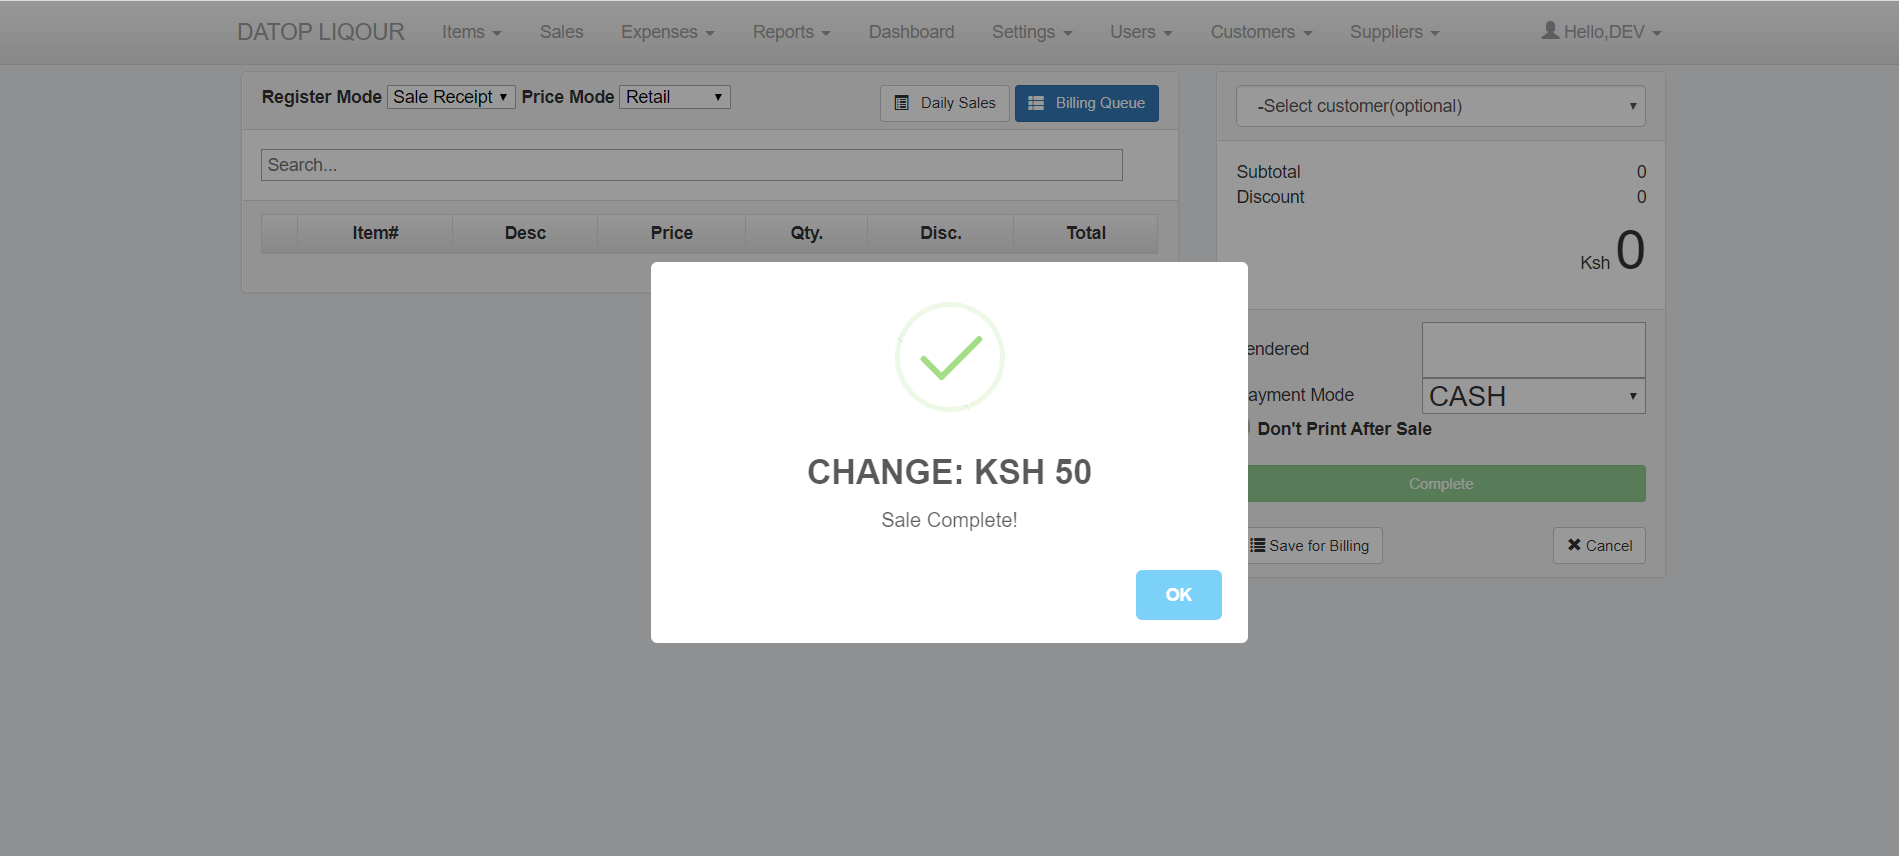 DATOP LIQOUR Items Sales Expenses Reports Dashboard Settings Users Customers Suppliers Hello,DEV
Register Mode Sale Receipt Price Mode Retail Daily Sales Billing Queue
Search...
Item# Desc Price Qty. Disc. Total
-Select customer(optional)
Subtotal 0
Discount 0
Ksh 0
endered
ayment Mode CASH
Don't Print After Sale
Complete
Save for Billing Cancel
CHANGE: KSH 50
Sale Complete!
OK